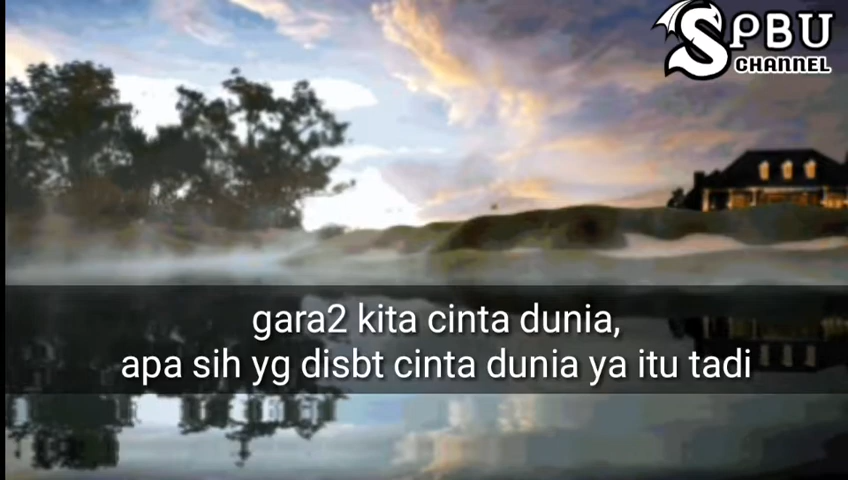 SPBU
CHANNEL
gara2 kita cinta dunia,
apa sih yg disbt cinta dunia ya itu tadi